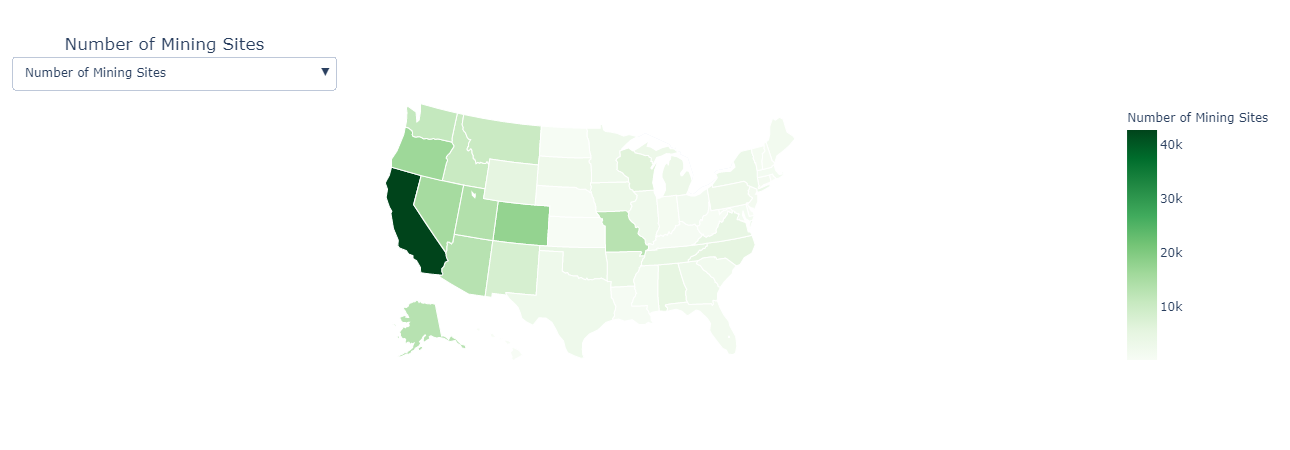 Number of Mining Sites
Number of Mining Sites ▼
Number of Mining Sites
40k
30k
20k
10k